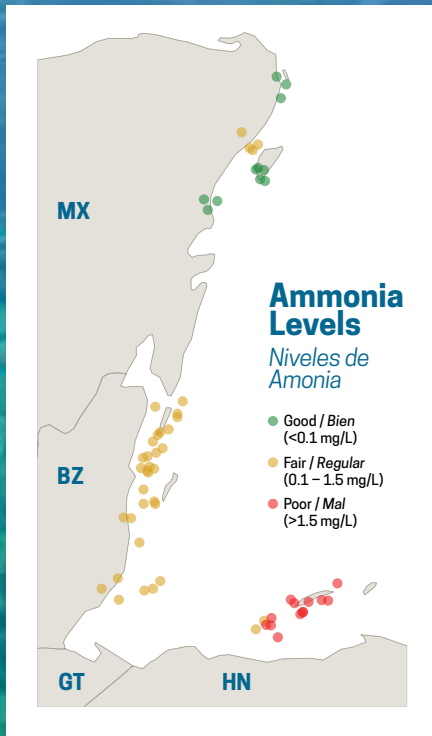 MX
Ammonia
Levels
Niveles de
Amonia
Good / Bien
(<0.1 mg/L)
Fair / Regular
(0.1 – 1.5 mg/L)
Poor / Mal
(>1.5 mg/L)
BZ
GT
HN